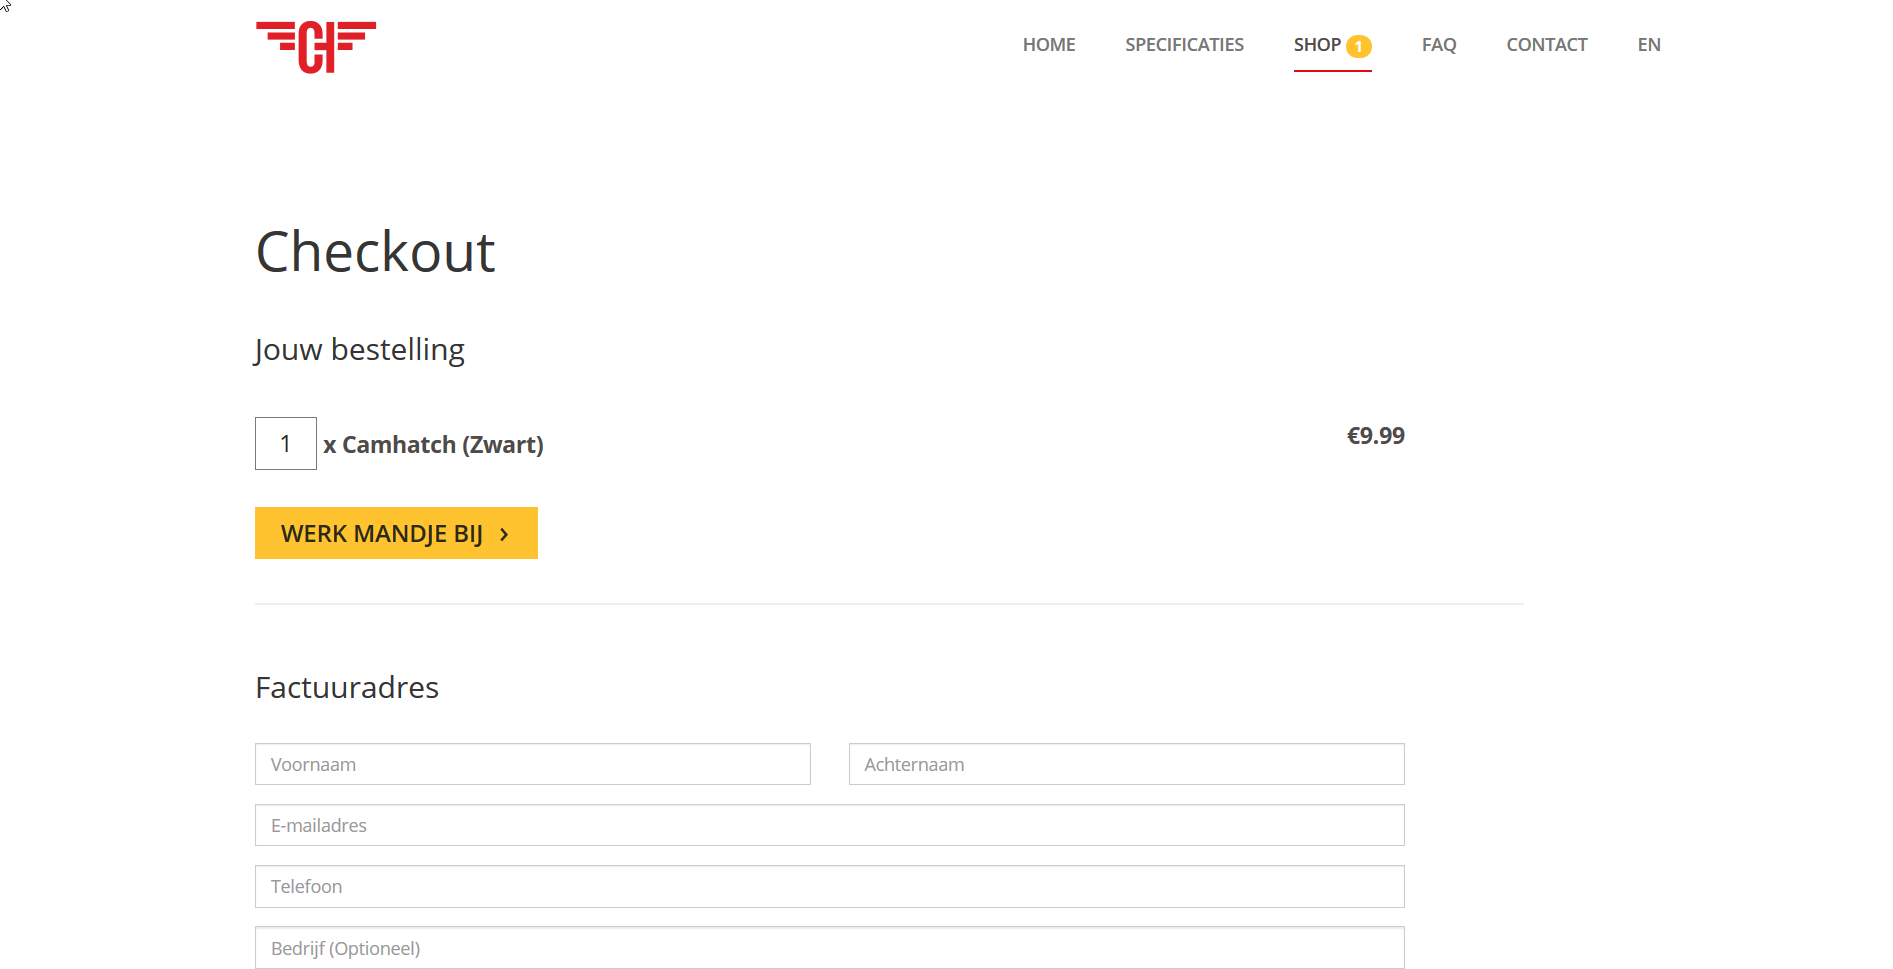 CH
HOME SPECIFICATIES SHOP 1 FAQ CONTACT EN
Checkout
Jouw bestelling
1 x Camhatch (Zwart) €9.99
WERK MANDJE BIJ ›
Factuuradres
Voornaam Achternaam
E-mailadres
Telefoon
Bedrijf (Optioneel)